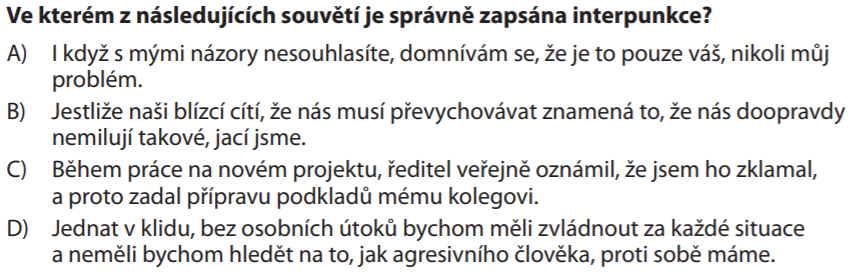 Ve kterém z následujících souvětí je správně zapsána interpunkce?
A) I když s mými názory nesouhlasíte, domnívám se, že je to pouze váš, nikoli můj
problém.
B) Jestliže naši blízcí cítí, že nás musí převychovávat znamená to, že nás doopravdy
nemilují takové, jací jsme.
C) Během práce na novém projektu, ředitel veřejně oznámil, že jsem ho zklamal,
a proto zadal přípravu podkladů mému kolegovi.
D) Jednat v klidu, bez osobních útoků bychom měli zvládnout za každé situace
a neměli bychom hledět na to, jak agresivního člověka, proti sobě máme.